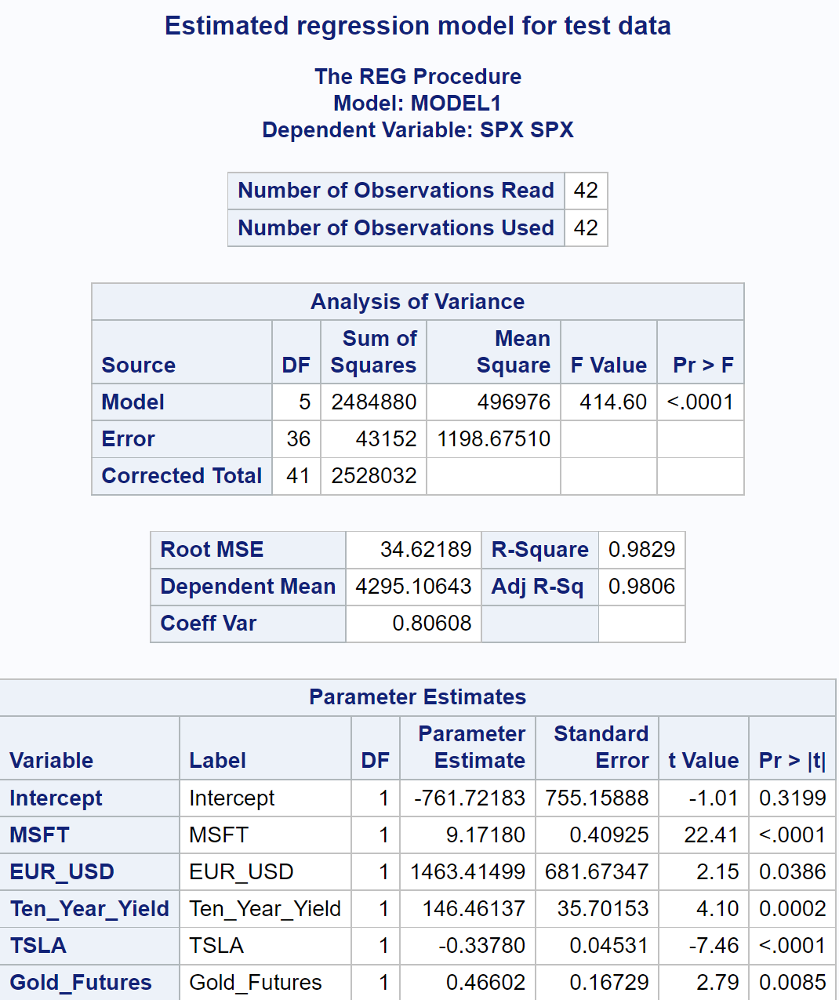 Estimated regression model for test data
The REG Procedure
Model: MODEL1
Dependent Variable: SPX SPX
Number of Observations Read 42
Number of Observations Used 42
Analysis of Variance
Source DF Sum of Squares Mean Square F Value Pr > F
Model 5 2484880 496976 414.60 <.0001
Error 36 43152 1198.67510
Corrected Total 41 2528032
Root MSE 34.62189 R-Square 0.9829
Dependent Mean 4295.10643 Adj R-Sq 0.9806
Coeff Var 0.80608
Parameter Estimates
Variable Label DF Parameter Estimate Standard Error t Value Pr > |t|
Intercept Intercept 1 -761.72183 755.15888 -1.01 0.3199
MSFT MSFT 1 9.17180 0.40925 22.41 <.0001
EUR_USD EUR_USD 1 1463.41499 681.67347 2.15 0.0386
Ten_Year_Yield Ten_Year_Yield 1 146.46137 35.70153 4.10 0.0002
TSLA TSLA 1 -0.33780 0.04531 -7.46 <.0001
Gold_Futures Gold_Futures 1 0.46602 0.16729 2.79 0.0085